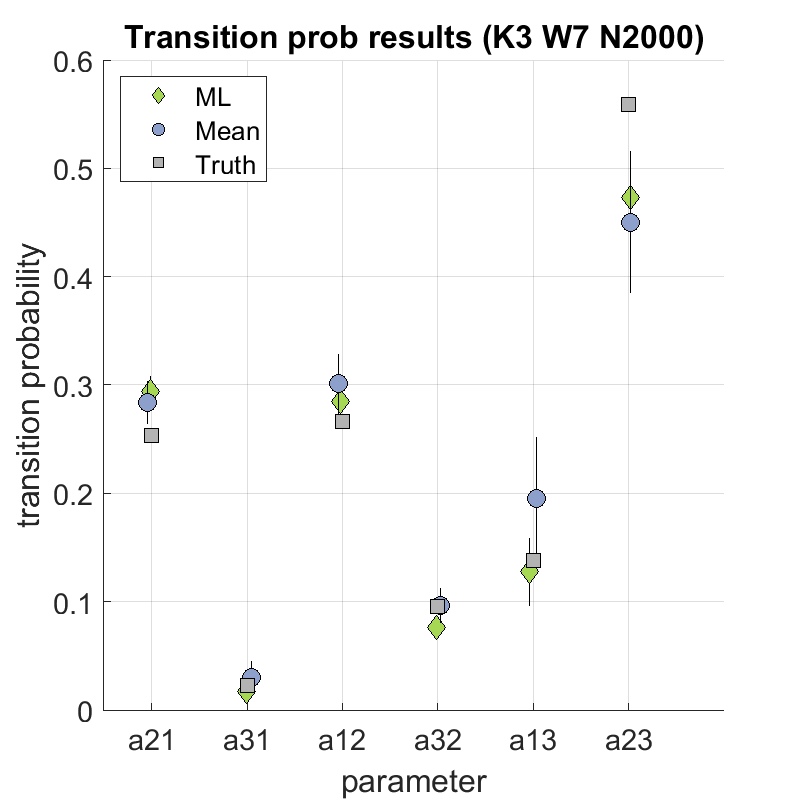 Transition prob results (K3 W7 N2000)
0.6
ML
Mean
Truth
0.5
0.4
0.3
0.2
0.1
0
transition probability
a21 a31 a12 a32 a13 a23
parameter